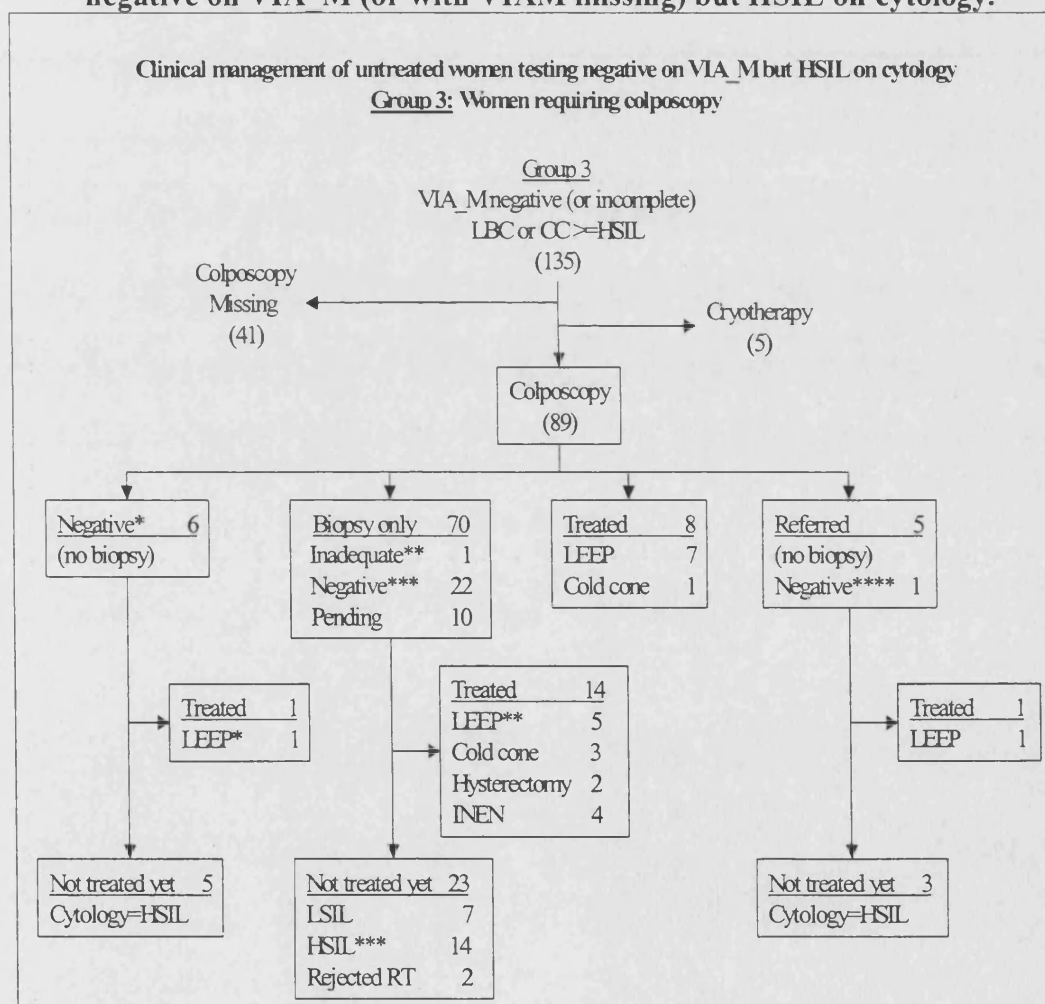 negative on VIA_M (or with VIAM missing) but HSIL on cytology.
Clinical management of untreated women testing negative on VIA_M but HSIL on cytology
Group 3: Women requiring colposcopy
Group 3
VIA_M negative (or incomplete)
LBC or CC >=HSIL
(135)
Colposcopy
Missing
(41)
Cryotherapy
(5)
Colposcopy
(89)
Negative* 6
(no biopsy)
Biopsy only 70
Inadequate** 1
Negative*** 22
Pending 10
Treated 8
LEEP 7
Cold cone 1
Referred 5
(no biopsy)
Negative**** 1
Treated 1
LEEP* 1
Treated 14
LEEP** 5
Cold cone 3
Hysterectomy 2
INEN 4
Treated 1
LEEP 1
Not treated yet 5
Cytology=HSIL
Not treated yet 23
LSIL 7
HSIL*** 14
Rejected RT 2
Not treated yet 3
Cytology=HSIL